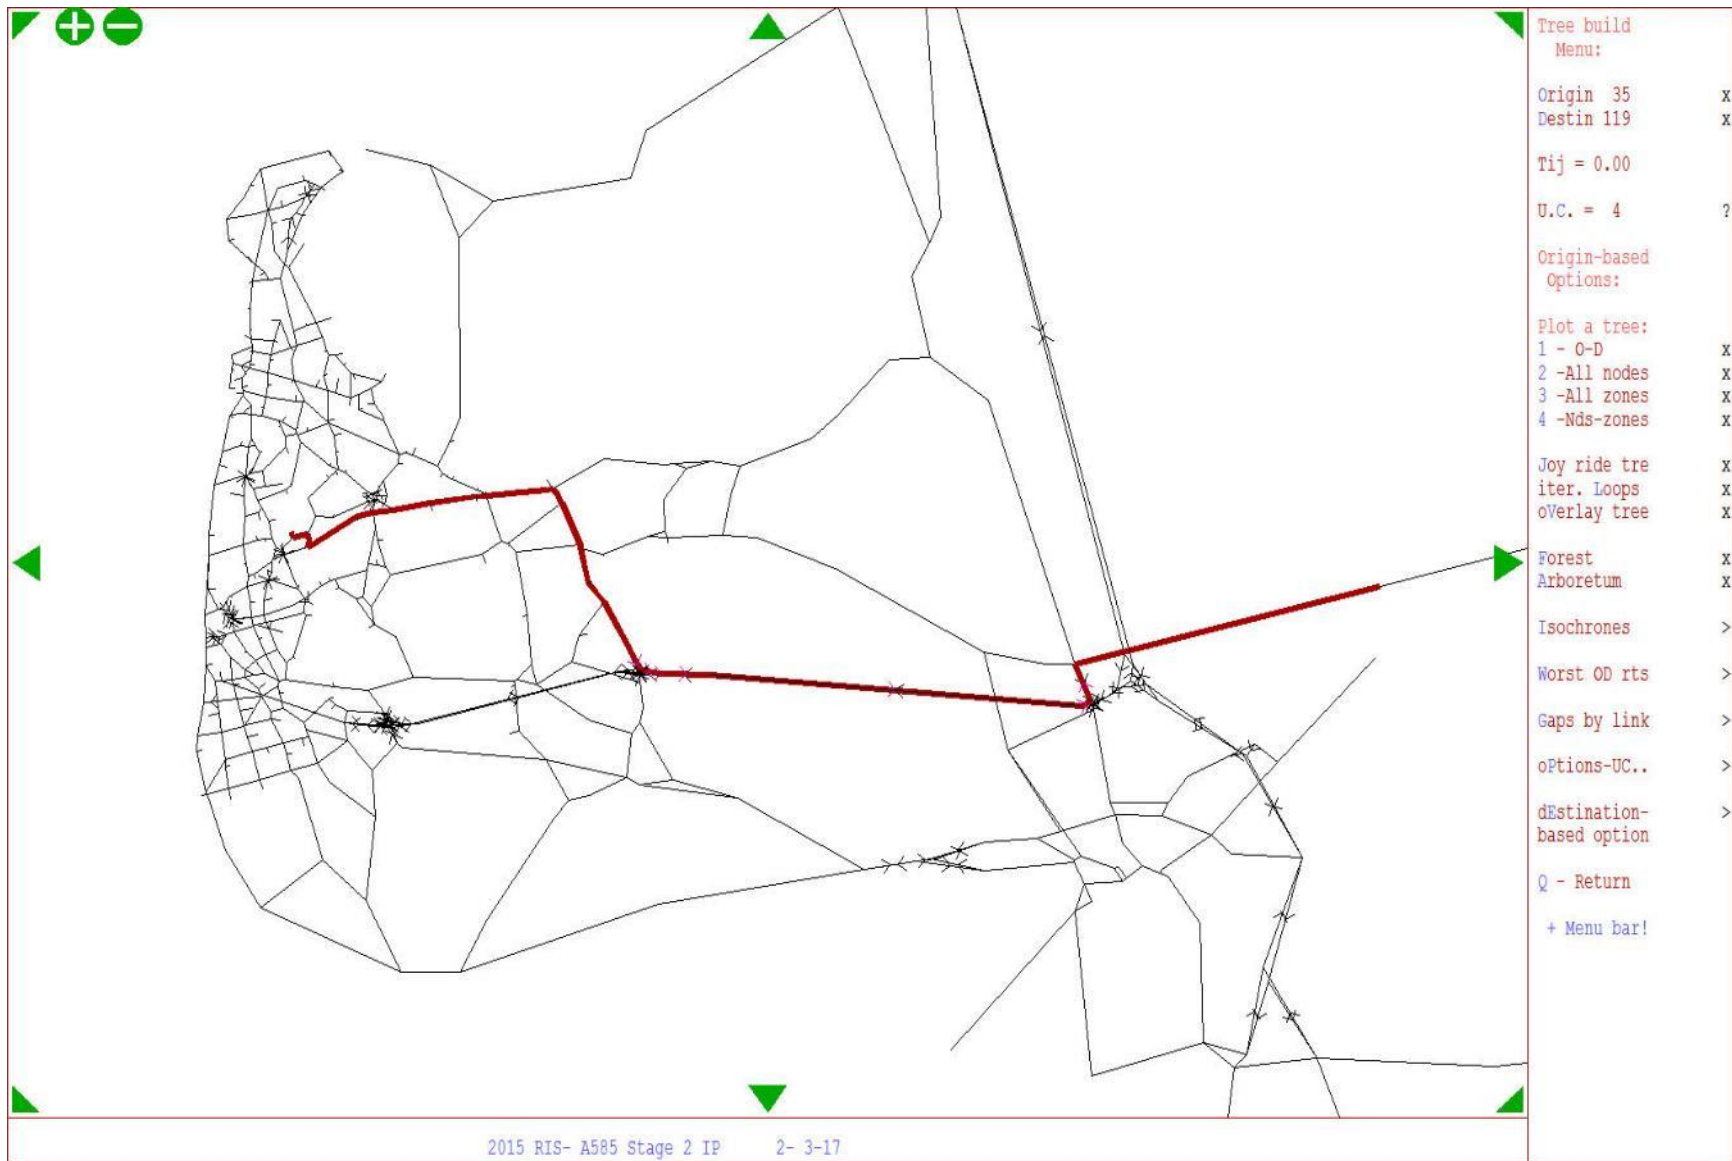 Tree build
Menu:
Origin 35 x
Destin 119 x
Tij = 0.00
U.C. = 4 ?
Origin-based
Options:
Plot a tree:
1 - O-D x
2 -All nodes x
3 -All zones x
4 -Nds-zones x
Joy ride tre x
iter. Loops x
oVerlay tree x
Forest x
Arboretum x
Isochrones >
Worst OD rts >
Gaps by link >
oPtions-UC.. >
dEstination- >
based option
Q - Return
+ Menu bar!
2015 RIS- A585 Stage 2 IP 2- 3-17